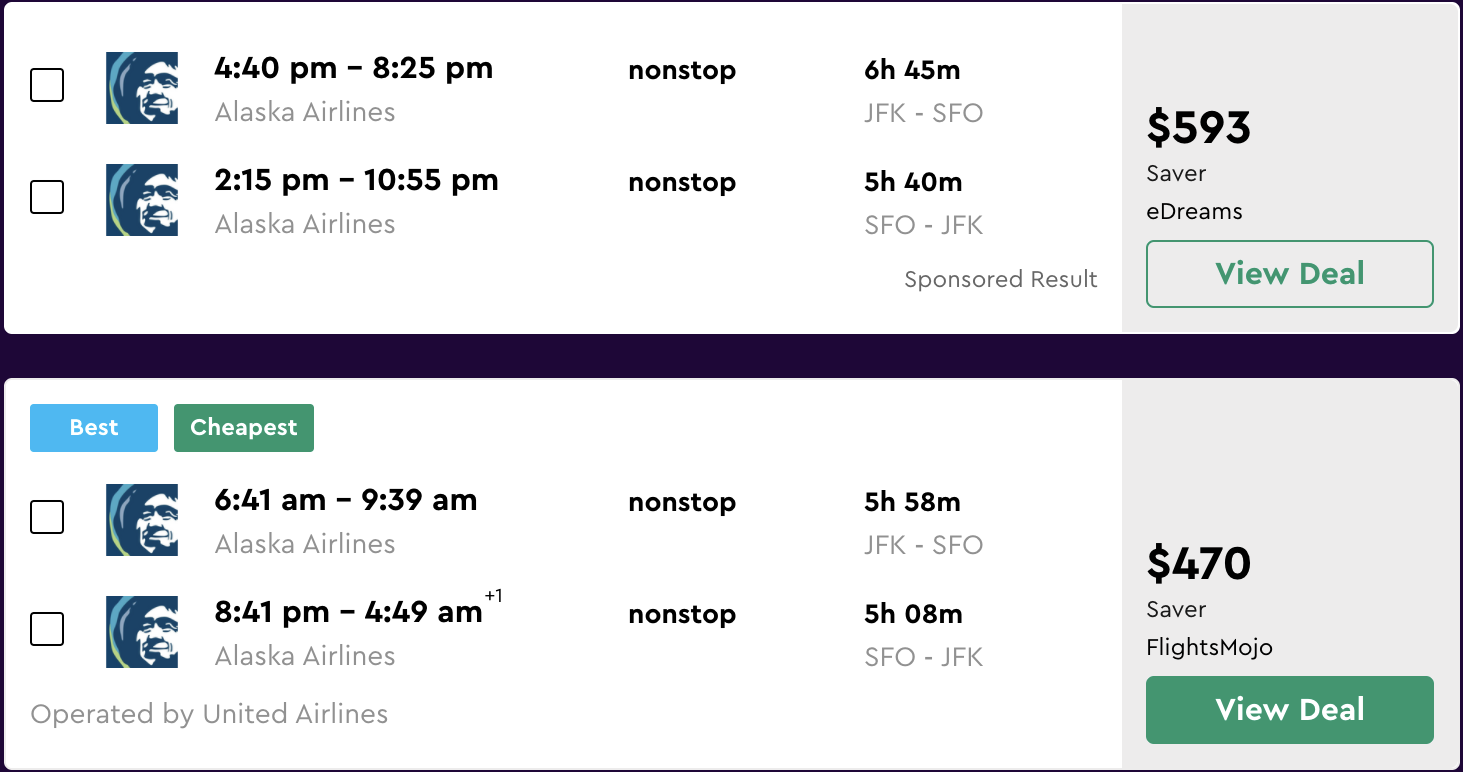 4:40 pm – 8:25 pm nonstop 6h 45m
Alaska Airlines JFK - SFO
2:15 pm – 10:55 pm nonstop 5h 40m
Alaska Airlines SFO - JFK
Sponsored Result
$593
Saver
eDreams
View Deal
Best Cheapest
6:41 am – 9:39 am nonstop 5h 58m
Alaska Airlines JFK - SFO
8:41 pm – 4:49 am+1 nonstop 5h 08m
Alaska Airlines SFO - JFK
Operated by United Airlines
$470
Saver
FlightsMojo
View Deal